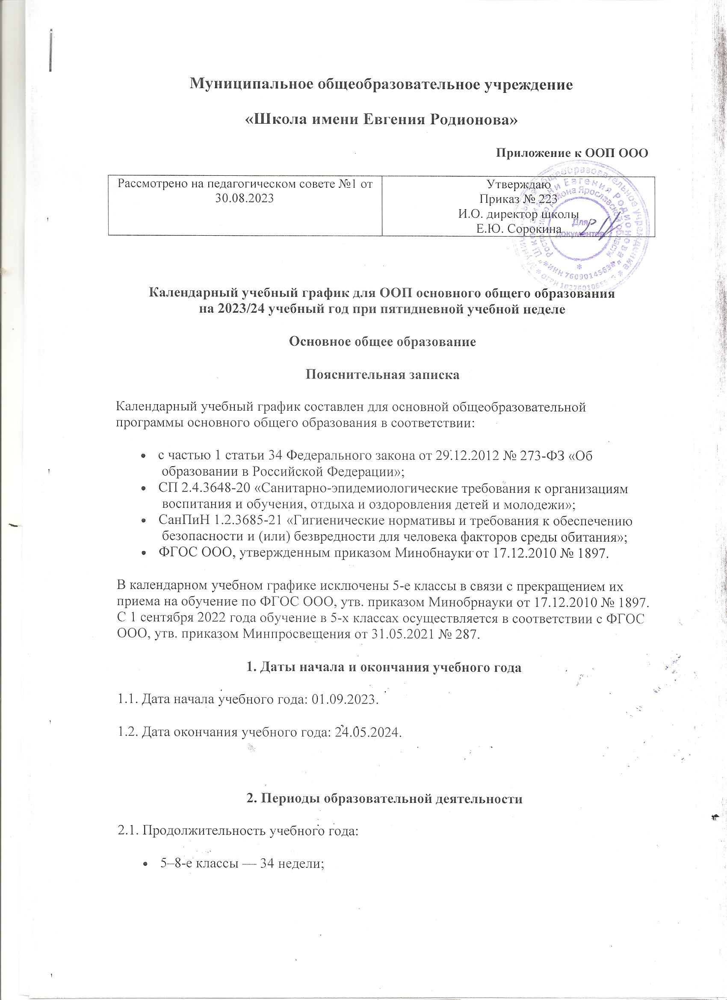 Муниципальное общеобразовательное учреждение
«Школа имени Евгения Родионова»
Приложение к ООП ООО
Рассмотрено на педагогическом совете №1 от
30.08.2023
Утверждаю
Приказ № 223
И.О. директор школы
Е.Ю. Сорокина
Для
документов
общеобразовательное учреждение
имени Евгения Родионова»
района Ярославской области
*ИНН 7609014563*
Календарный учебный график для ООП основного общего образования
на 2023/24 учебный год при пятидневной учебной неделе
Основное общее образование
Пояснительная записка
Календарный учебный график составлен для основной общеобразовательной
программы основного общего образования в соответствии:
• с частью 1 статьи 34 Федерального закона от 29.12.2012 № 273-ФЗ «Об
образовании в Российской Федерации»;
• СП 2.4.3648-20 «Санитарно-эпидемиологические требования к организациям
воспитания и обучения, отдыха и оздоровления детей и молодежи»;
• СанПиН 1.2.3685-21 «Гигиенические нормативы и требования к обеспечению
безопасности и (или) безвредности для человека факторов среды обитания»;
• ФГОС ООО, утвержденным приказом Минобнауки от 17.12.2010 № 1897.
В календарном учебном графике исключены 5-е классы в связи с прекращением их
приема на обучение по ФГОС ООО, утв. приказом Минобрнауки от 17.12.2010 № 1897.
С 1 сентября 2022 года обучение в 5-х классах осуществляется в соответствии с ФГОС
ООО, утв. приказом Минпросвещения от 31.05.2021 № 287.
1. Даты начала и окончания учебного года
1.1. Дата начала учебного года: 01.09.2023.
1.2. Дата окончания учебного года: 24.05.2024.
2. Периоды образовательной деятельности
2.1. Продолжительность учебного года:
• 5–8-е классы — 34 недели;